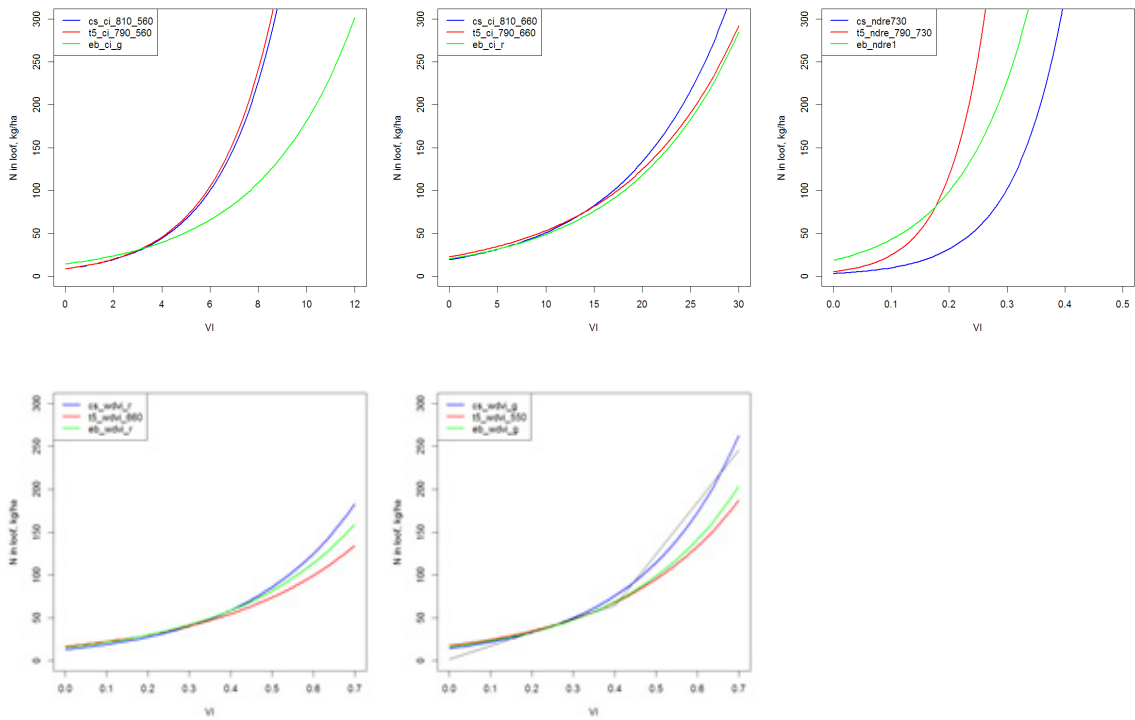 cs_ci_810_560
t5_ci_790_560
eb_ci_g
N in loof, kg/ha
0 50 100 150 200 250 300
0 2 4 6 8 10 12
VI
cs_ci_810_660
t5_ci_790_660
eb_ci_r
N in loof, kg/ha
0 50 100 150 200 250 300
0 5 10 15 20 25 30
VI
cs_ndre730
t5_ndre_790_730
eb_ndre1
N in loof, kg/ha
0 50 100 150 200 250 300
0.0 0.1 0.2 0.3 0.4 0.5
VI
cs_wdvi_r
t5_wdvi_660
eb_wdvi_r
N in loof, kg/ha
0 50 100 150 200 250 300
0.0 0.1 0.2 0.3 0.4 0.5 0.6 0.7
VI
cs_wdvi_g
t5_wdvi_550
eb_wdvi_g
N in loof, kg/ha
0 50 100 150 200 250 300
0.0 0.1 0.2 0.3 0.4 0.5 0.6 0.7
VI